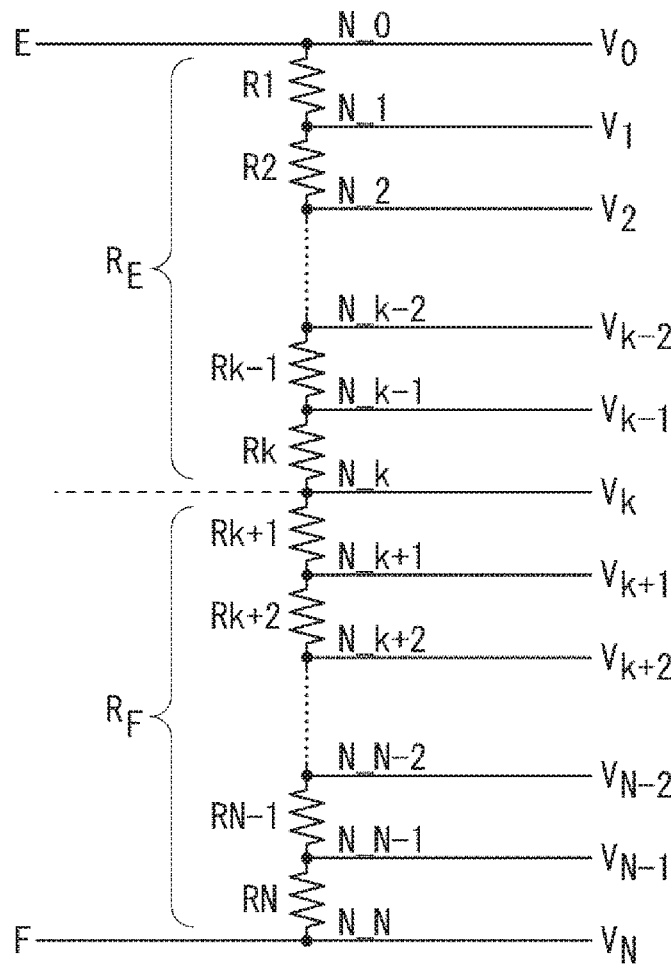 E N_0 V0
R1
N_1 V1
R2
N_2 V2
RE
N_k-2 Vk-2
Rk-1
N_k-1 Vk-1
Rk
N_k Vk
Rk+1
N_k+1 Vk+1
Rk+2
N_k+2 Vk+2
RF
N_N-2 VN-2
RN-1
N_N-1 VN-1
RN
F N_N VN